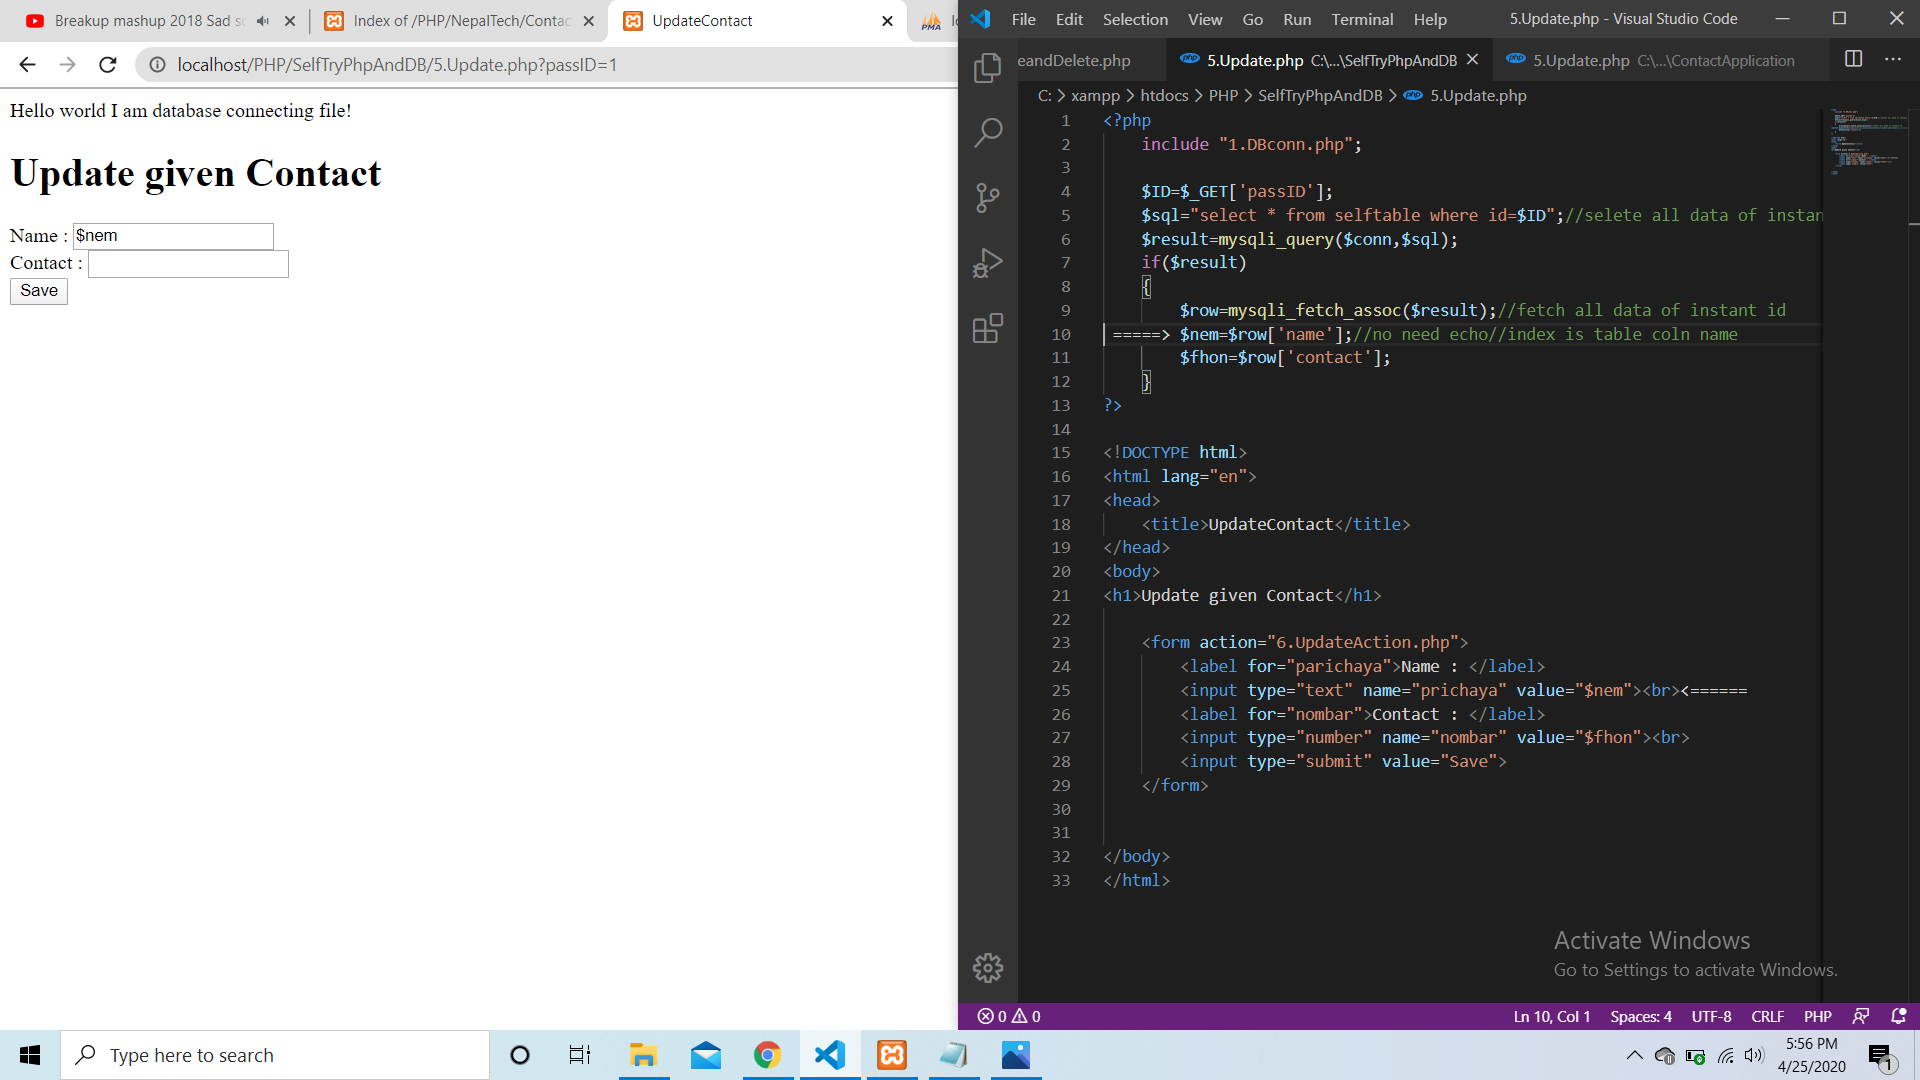 Breakup mashup 2018 Sad so
Index of /PHP/NepalTech/Contac
UpdateContact
PMA
localhost/PHP/SelfTryPhpAndDB/5.Update.php?passID=1
Hello world I am database connecting file!
Update given Contact
Name : $nem
Contact :
Save
File Edit Selection View Go Run Terminal Help
5.Update.php - Visual Studio Code
eandDelete.php
5.Update.php C:\...\SelfTryPhpAndDB
5.Update.php C:\...\ContactApplication
C: > xampp > htdocs > PHP > SelfTryPhpAndDB > 5.Update.php
1 <?php
2 include "1.DBconn.php";
3
4 $ID=$_GET['passID'];
5 $sql="select * from selftable where id=$ID";//selete all data of instan
6 $result=mysqli_query($conn,$sql);
7 if($result)
8 {
9 $row=mysqli_fetch_assoc($result);//fetch all data of instant id
10 =====> $nem=$row['name'];//no need echo//index is table coln name
11 $fhon=$row['contact'];
12 }
13 ?>
14
15 <!DOCTYPE html>
16 <html lang="en">
17 <head>
18 <title>UpdateContact</title>
19 </head>
20 <body>
21 <h1>Update given Contact</h1>
22
23 <form action="6.UpdateAction.php">
24 <label for="parichaya">Name : </label>
25 <input type="text" name="prichaya" value="$nem"><br><======
26 <label for="nombar">Contact : </label>
27 <input type="number" name="nombar" value="$fhon"><br>
28 <input type="submit" value="Save">
29 </form>
30
31
32 </body>
33 </html>
Activate Windows
Go to Settings to activate Windows.
0 0
Ln 10, Col 1 Spaces: 4 UTF-8 CRLF PHP
Type here to search
5:56 PM
4/25/2020
1